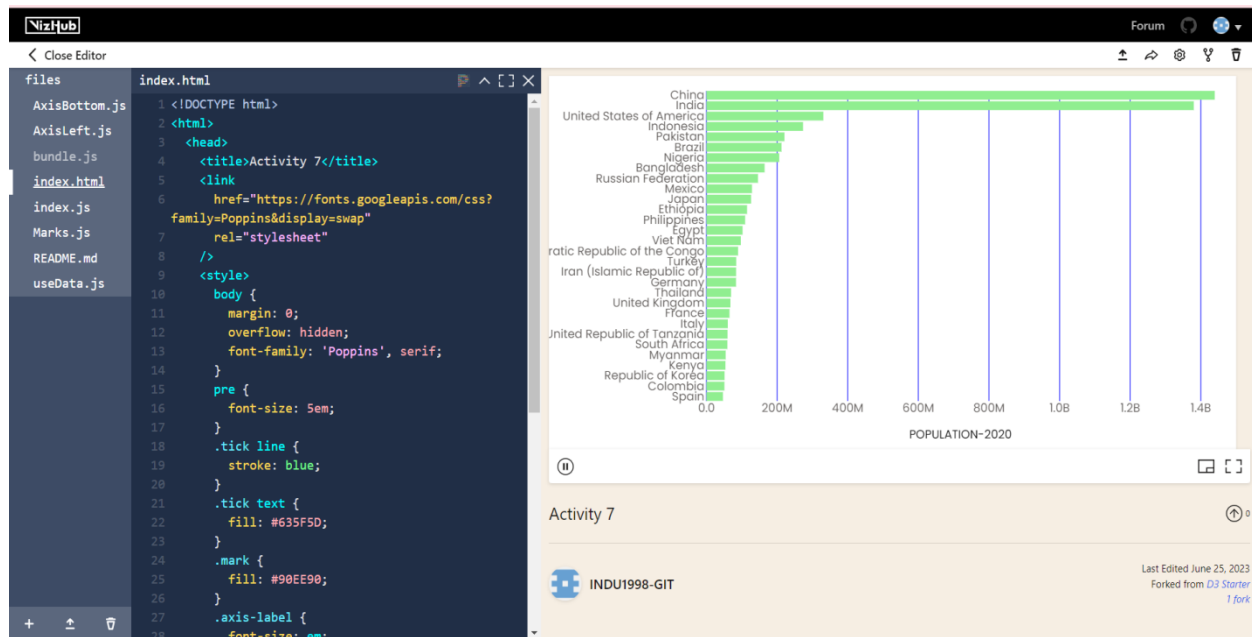 VizHub
Forum
Close Editor
files
AxisBottom.js
AxisLeft.js
bundle.js
index.html
index.js
Marks.js
README.md
useData.js
index.html
1 <!DOCTYPE html>
2 <html>
3 <head>
4 <title>Activity 7</title>
5 <link
6 href="https://fonts.googleapis.com/css?
family=Poppins&display=swap"
7 rel="stylesheet"
8 />
9 <style>
10 body {
11 margin: 0;
12 overflow: hidden;
13 font-family: 'Poppins', serif;
14 }
15 pre {
16 font-size: 5em;
17 }
18 .tick line {
19 stroke: blue;
20 }
21 .tick text {
22 fill: #635F5D;
23 }
24 .mark {
25 fill: #90EE90;
26 }
27 .axis-label {
28 font-size: em;
China
India
United States of America
Indonesia
Pakistan
Brazil
Nigeria
Bangladesh
Russian Federation
Mexico
Japan
Ethiopia
Philippines
Egypt
Viet Nam
ratic Republic of the Congo
Turkey
Iran (Islamic Republic of)
Germany
Thailand
United Kingdom
France
Italy
United Republic of Tanzania
South Africa
Myanmar
Kenya
Republic of Korea
Colombia
Spain
0.0 200M 400M 600M 800M 1.0B 1.2B 1.4B
POPULATION-2020
Activity 7
0
INDU1998-GIT
Last Edited June 25, 2023
Forked from D3 Starter
1 fork